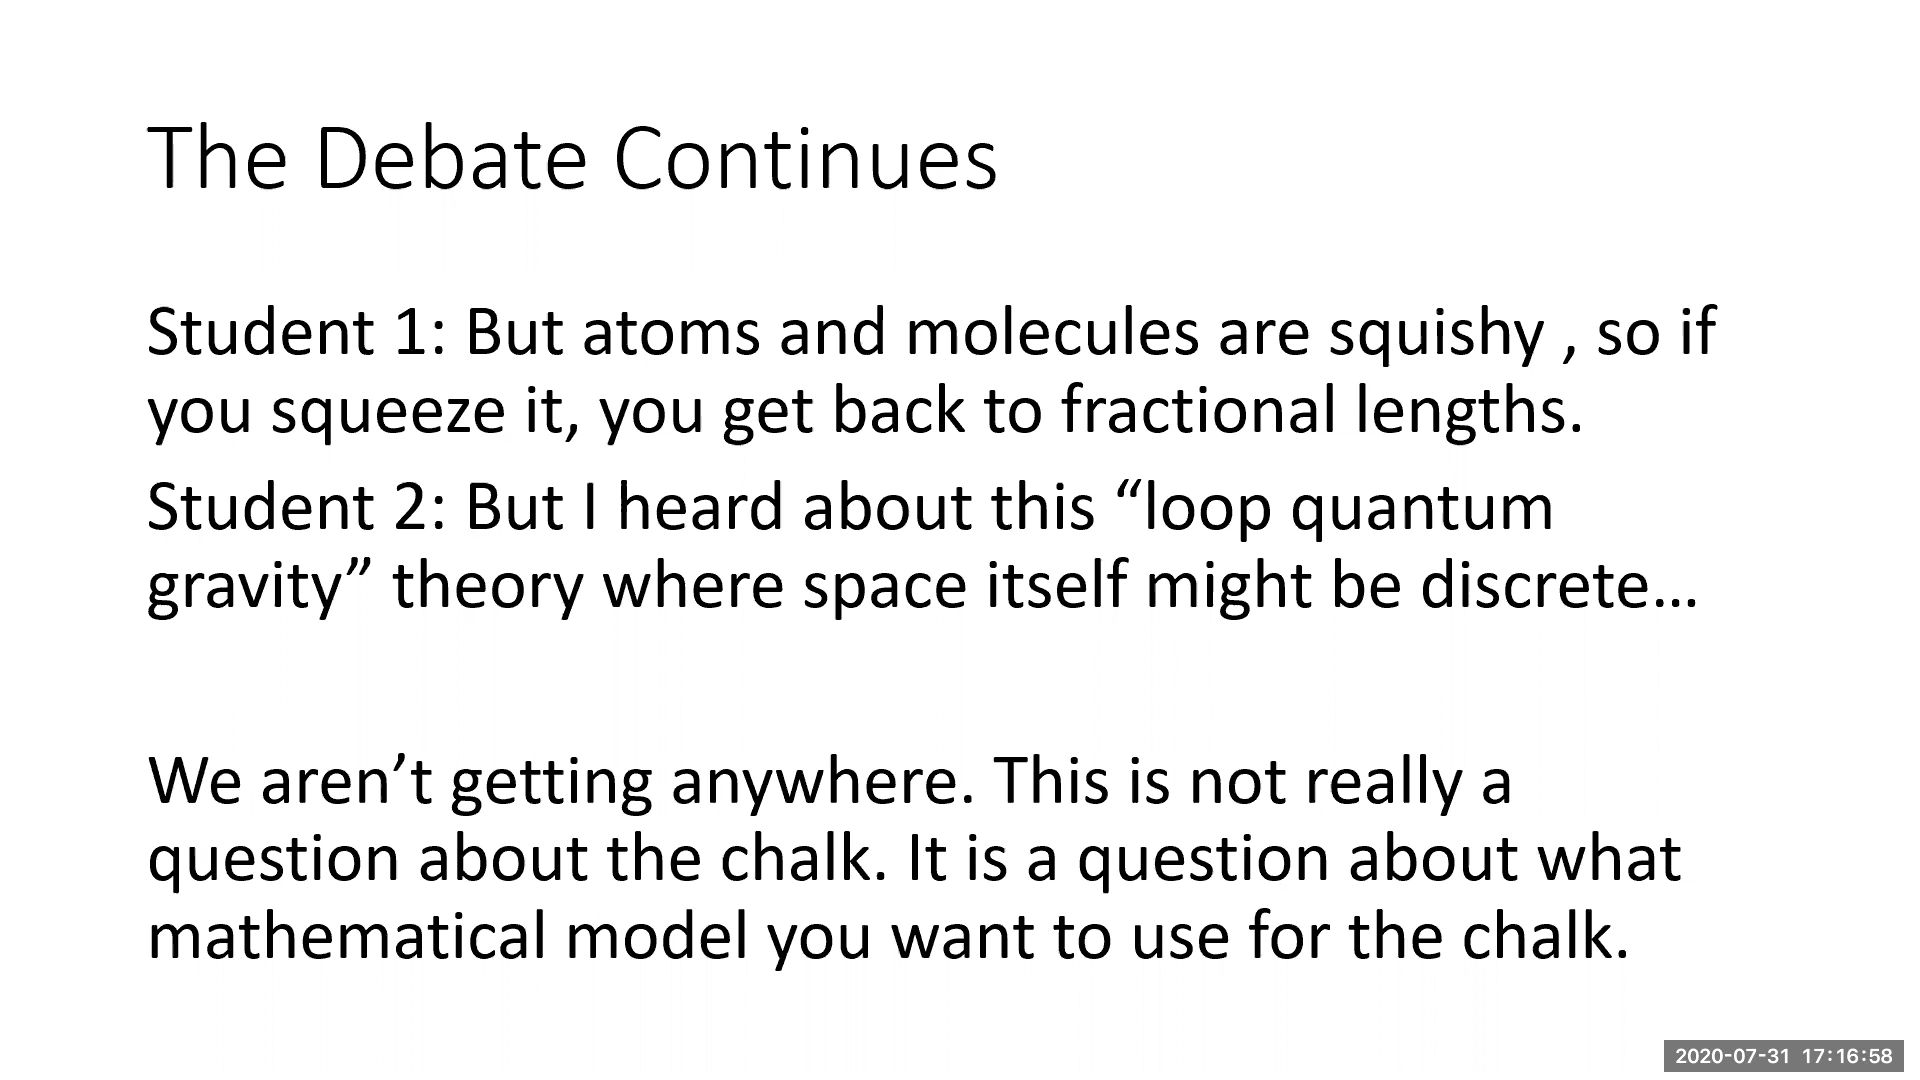 The Debate Continues
Student 1: But atoms and molecules are squishy , so if
you squeeze it, you get back to fractional lengths.
Student 2: But I heard about this “loop quantum
gravity” theory where space itself might be discrete…
We aren’t getting anywhere. This is not really a
question about the chalk. It is a question about what
mathematical model you want to use for the chalk.
2020-07-31 17:16:58